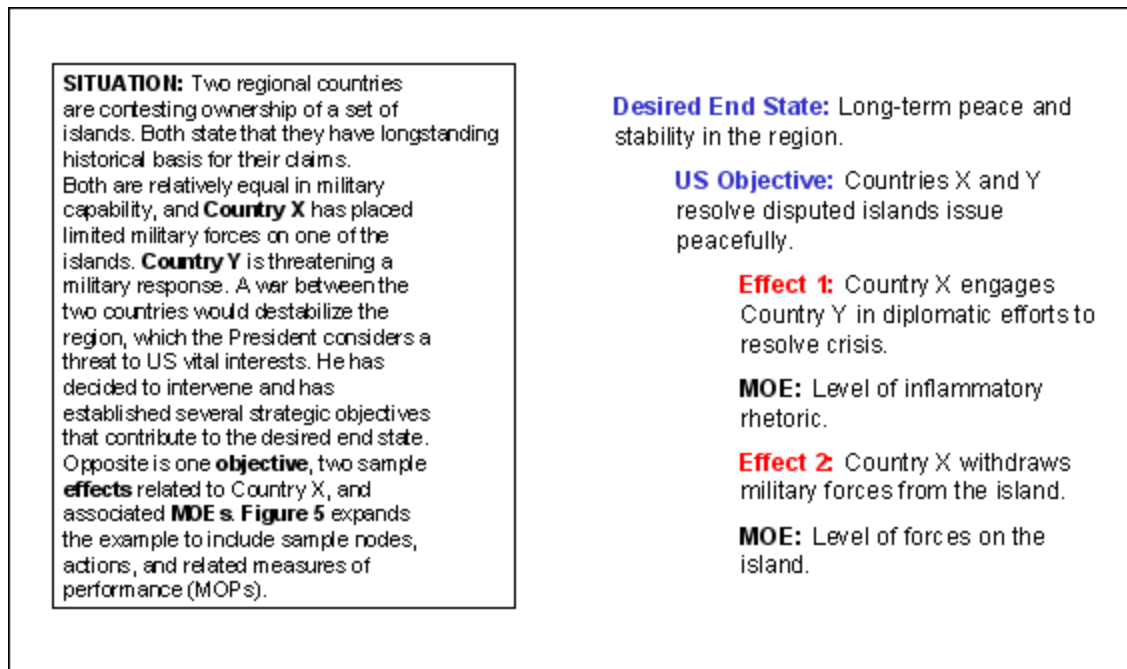 SITUATION: Two regional countries
are contesting ownership of a set of
islands. Both state that they have longstanding
historical basis for their claims.
Both are relatively equal in military
capability, and Country X has placed
limited military forces on one of the
islands. Country Y is threatening a
military response. A war between the
two countries would destabilize the
region, which the President considers a
threat to US vital interests. He has
decided to intervene and has
established several strategic objectives
that contribute to the desired end state.
Opposite is one objective, two sample
effects related to Country X, and
associated MOEs. Figure 5 expands
the example to include sample nodes,
actions, and related measures of
performance (MOPs).
Desired End State: Long-term peace and
stability in the region.
US Objective: Countries X and Y
resolve disputed islands issue
peacefully.
Effect 1: Country X engages
Country Y in diplomatic efforts to
resolve crisis.
MOE: Level of inflammatory
rhetoric.
Effect 2: Country X withdraws
military forces from the island.
MOE: Level of forces on the
island.